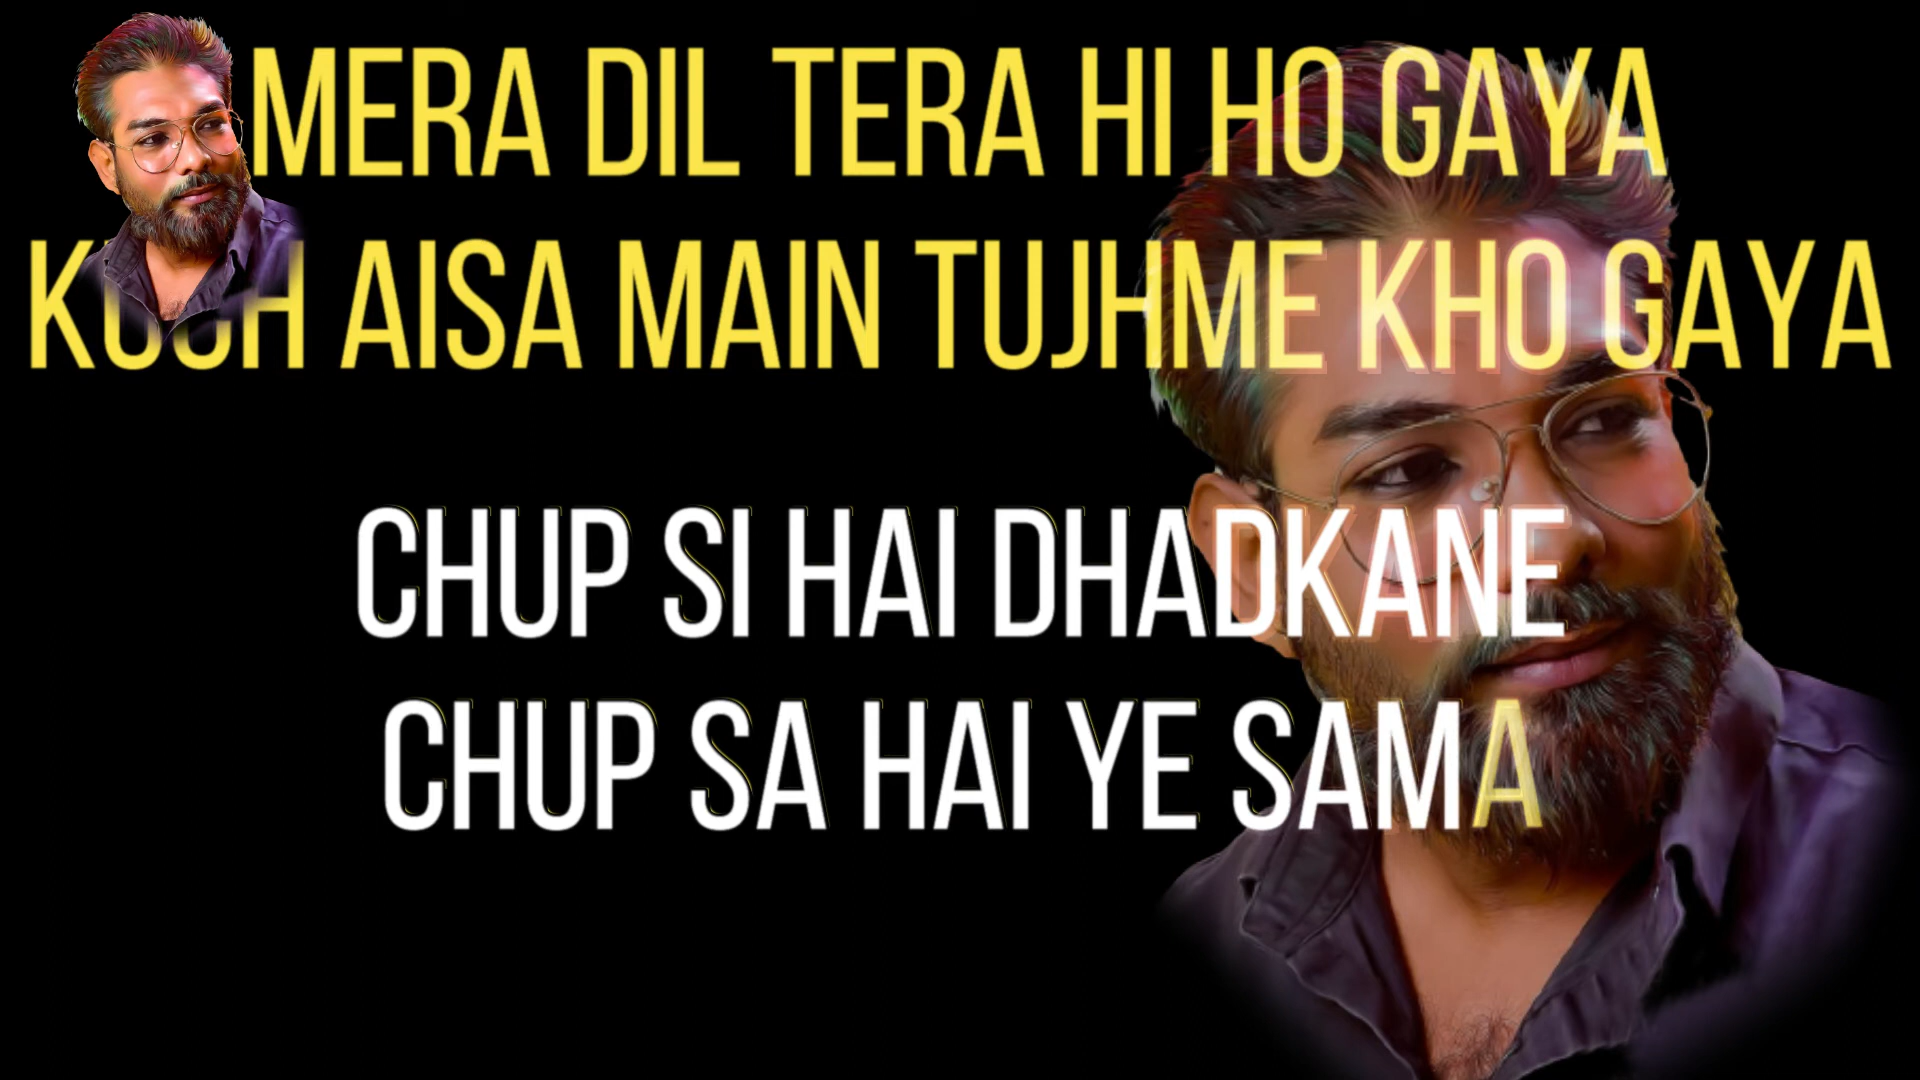 MERA DIL TERA HI HO GAYA
KUCH AISA MAIN TUJHME KHO GAYA
CHUP SI HAI DHADKANE
CHUP SA HAI YE SAMA